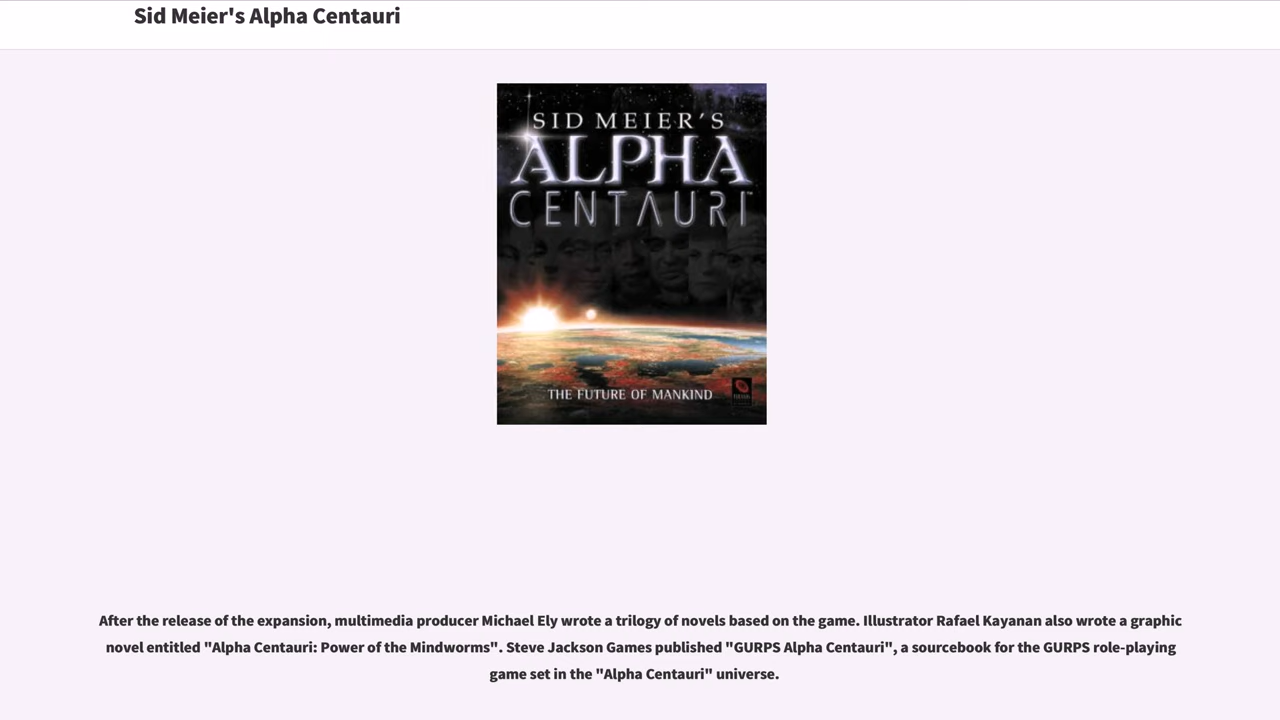 Sid Meier's Alpha Centauri
SID MEIER'S
ALPHA
CENTAURI
THE FUTURE OF MANKIND
After the release of the expansion, multimedia producer Michael Ely wrote a trilogy of novels based on the game. Illustrator Rafael Kayanan also wrote a graphic
novel entitled "Alpha Centauri: Power of the Mindworms". Steve Jackson Games published "GURPS Alpha Centauri", a sourcebook for the GURPS role-playing
game set in the "Alpha Centauri" universe.